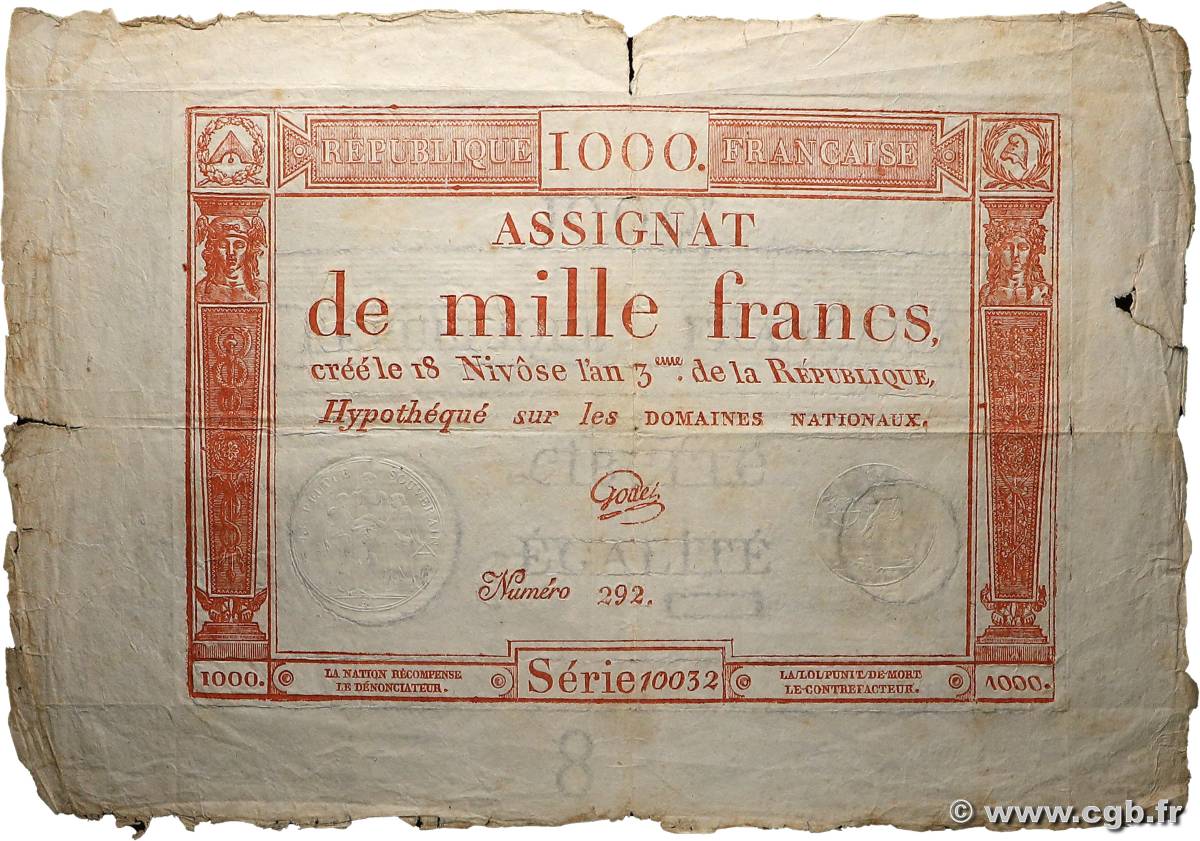 RÉPUBLIQUE 1000. FRANÇAISE
ASSIGNAT
de mille francs,
créé le 18 Nivôse l'an 3eme. de la RÉPUBLIQUE,
Hypothéqué sur les DOMAINES NATIONAUX.
Godet
LIBERTÉ
ÉGALITÉ
Numéro 292.
1000.
LA NATION RÉCOMPENSE
LE DÉNONCIATEUR.
Série 10032
LA LOI PUNIT DE MORT
LE CONTREFACTEUR.
1000.
8
© www.cgb.fr